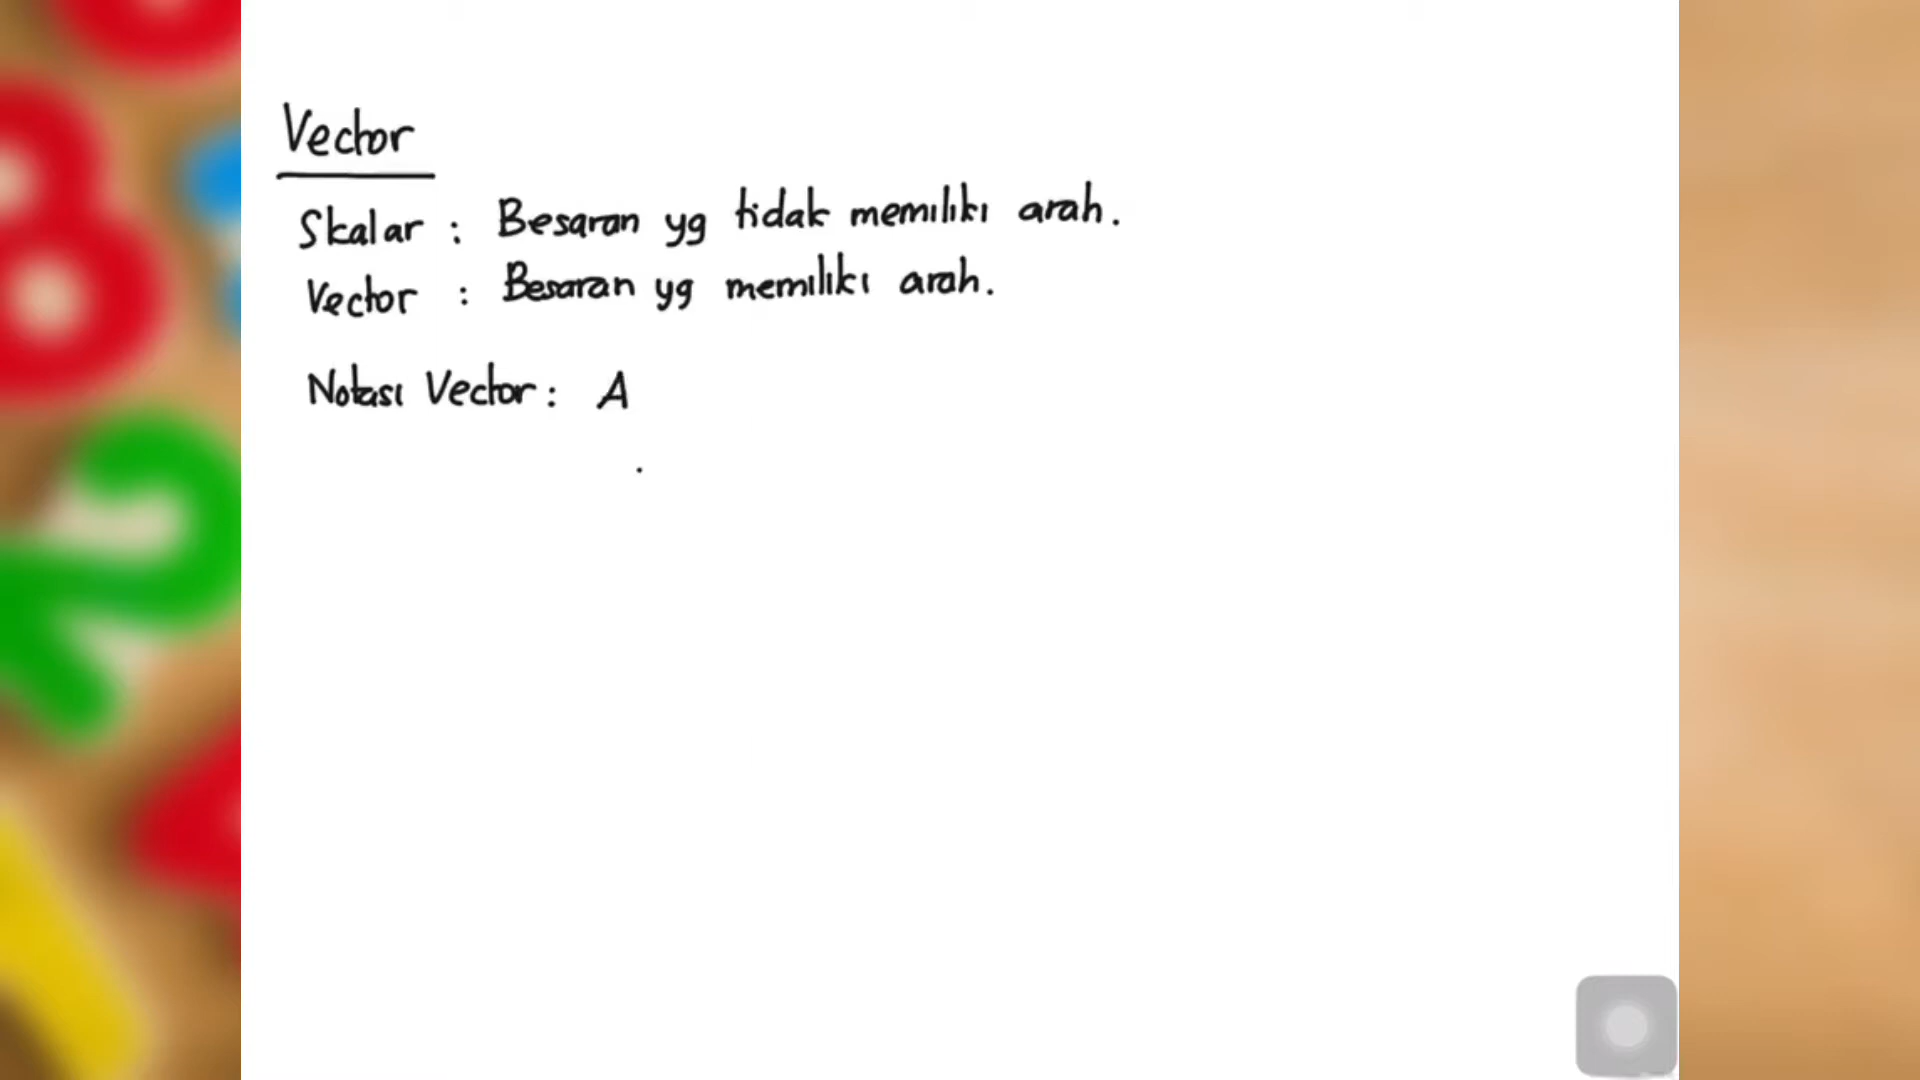 Vector
Skalar : Besaran yg tidak memiliki arah.
Vector : Besaran yg memiliki arah.
Notasi Vector : A